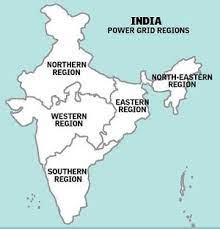 INDIA
POWER GRID REGIONS
NORTHERN
REGION
NORTH-EASTERN
REGION
EASTERN
REGION
WESTERN
REGION
SOUTHERN
REGION